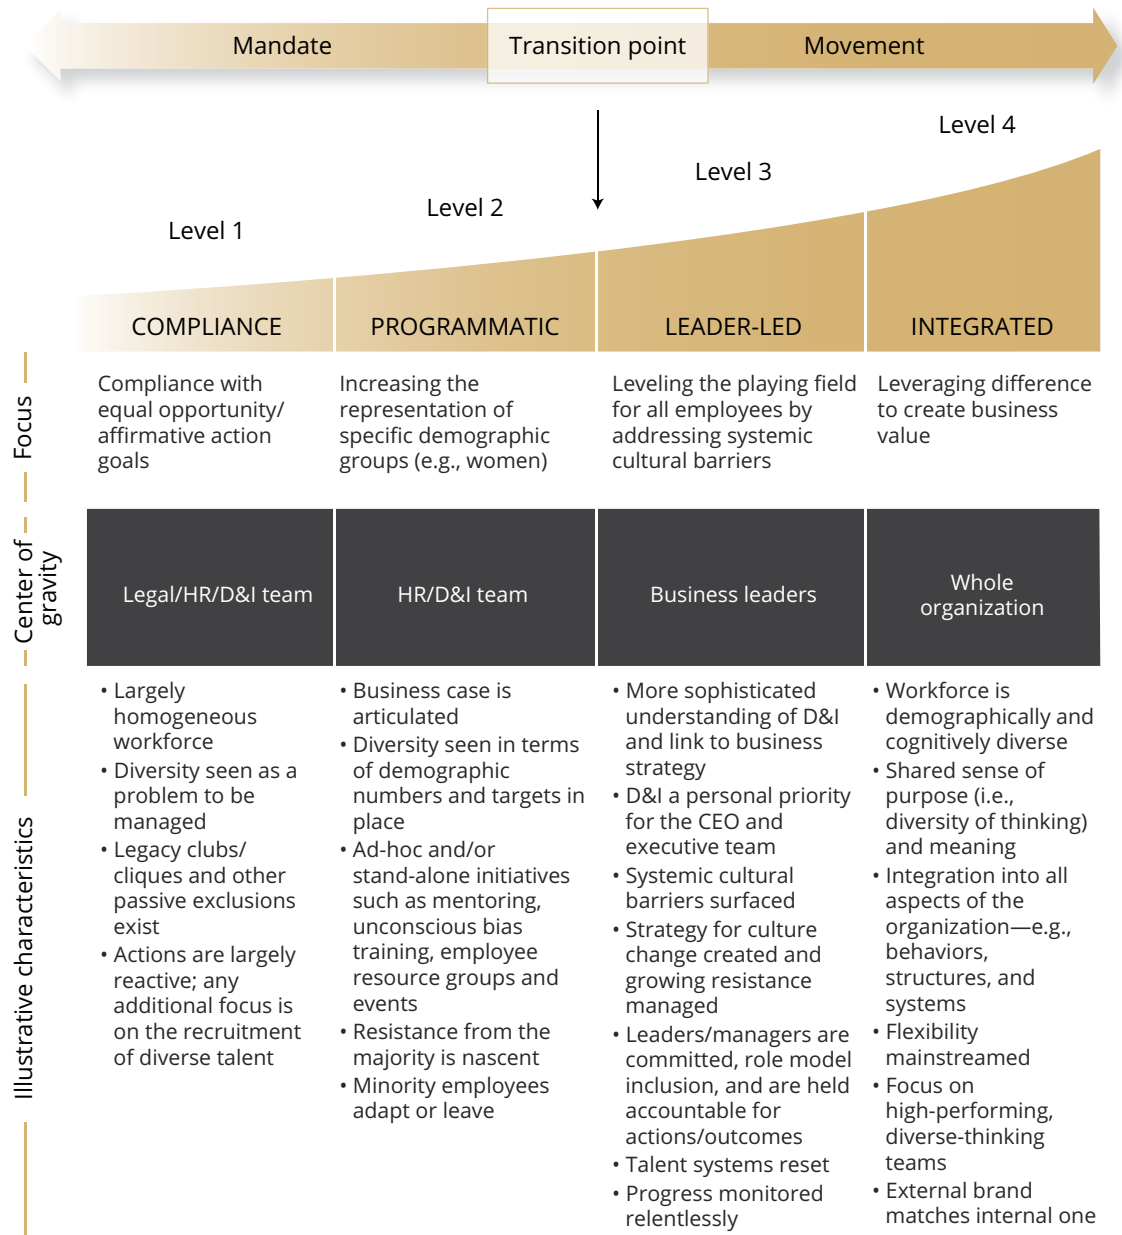 Mandate
Transition point
Movement
Level 1
Level 2
Level 3
Level 4
COMPLIANCE
PROGRAMMATIC
LEADER-LED
INTEGRATED
Focus
Compliance with
equal opportunity/
affirmative action
goals
Increasing the
representation of
specific demographic
groups (e.g., women)
Leveling the playing field
for all employees by
addressing systemic
cultural barriers
Leveraging difference
to create business
value
Center of
gravity
Legal/HR/D&I team
HR/D&I team
Business leaders
Whole
organization
Illustrative characteristics
• Largely
homogeneous
workforce
• Diversity seen as a
problem to be
managed
• Legacy clubs/
cliques and other
passive exclusions
exist
• Actions are largely
reactive; any
additional focus is
on the recruitment
of diverse talent
• Business case is
articulated
• Diversity seen in terms
of demographic
numbers and targets in
place
• Ad-hoc and/or
stand-alone initiatives
such as mentoring,
unconscious bias
training, employee
resource groups and
events
• Resistance from the
majority is nascent
• Minority employees
adapt or leave
• More sophisticated
understanding of D&I
and link to business
strategy
• D&I a personal priority
for the CEO and
executive team
• Systemic cultural
barriers surfaced
• Strategy for culture
change created and
growing resistance
managed
• Leaders/managers are
committed, role model
inclusion, and are held
accountable for
actions/outcomes
• Talent systems reset
• Progress monitored
relentlessly
• Workforce is
demographically and
cognitively diverse
• Shared sense of
purpose (i.e.,
diversity of thinking)
and meaning
• Integration into all
aspects of the
organization—e.g.,
behaviors,
structures, and
systems
• Flexibility
mainstreamed
• Focus on
high-performing,
diverse-thinking
teams
• External brand
matches internal one